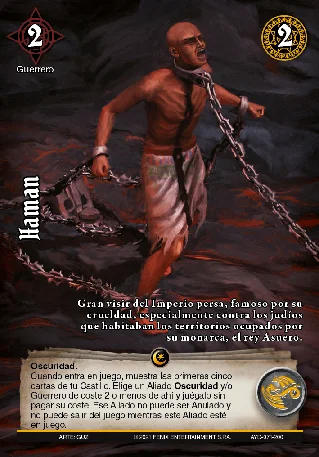 2
2
Guerrero
Haman
Gran visir del Imperio persa, famoso por su
crueldad, especialmente contra los judíos
que habitaban los territorios ocupados por
su monarca, el rey Asuero.
Oscuridad.
Cuando entra en juego, muestra las primeras cinco
cartas de tu Castillo. Elige un Aliado Oscuridad y/o
Guerrero de coste 2 o menos de ahí y juégalo sin
pagar su coste. Ese Aliado no puede ser Anulado y
no puede salir del juego mientras este Aliado esté
en juego.